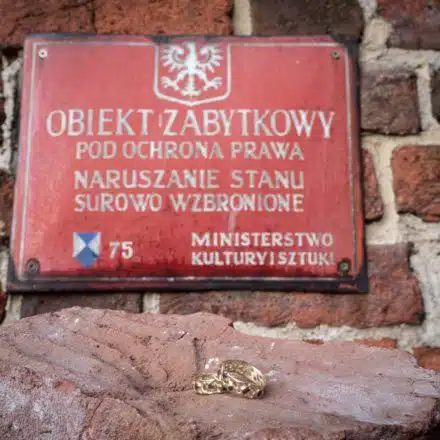 OBIEKT ZABYTKOWY
POD OCHRONA PRAWA
NARUSZANIE STANU
SUROWO WZBRONIONE
75 MINISTERSTWO
KULTURY I SZTUKI